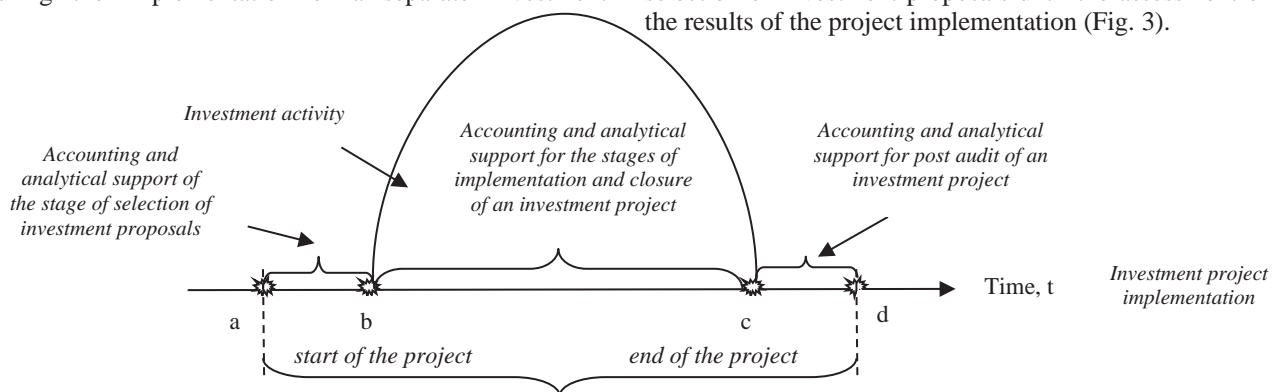 the results of the project implementation (Fig. 3).
Investment activity
Accounting and
analytical support of
the stage of selection of
investment proposals
Accounting and analytical
support for the stages of
implementation and closure
of an investment project
Accounting and analytical
support for post audit of an
investment project
Time, t
Investment project
implementation
a
b
c
d
start of the project
end of the project